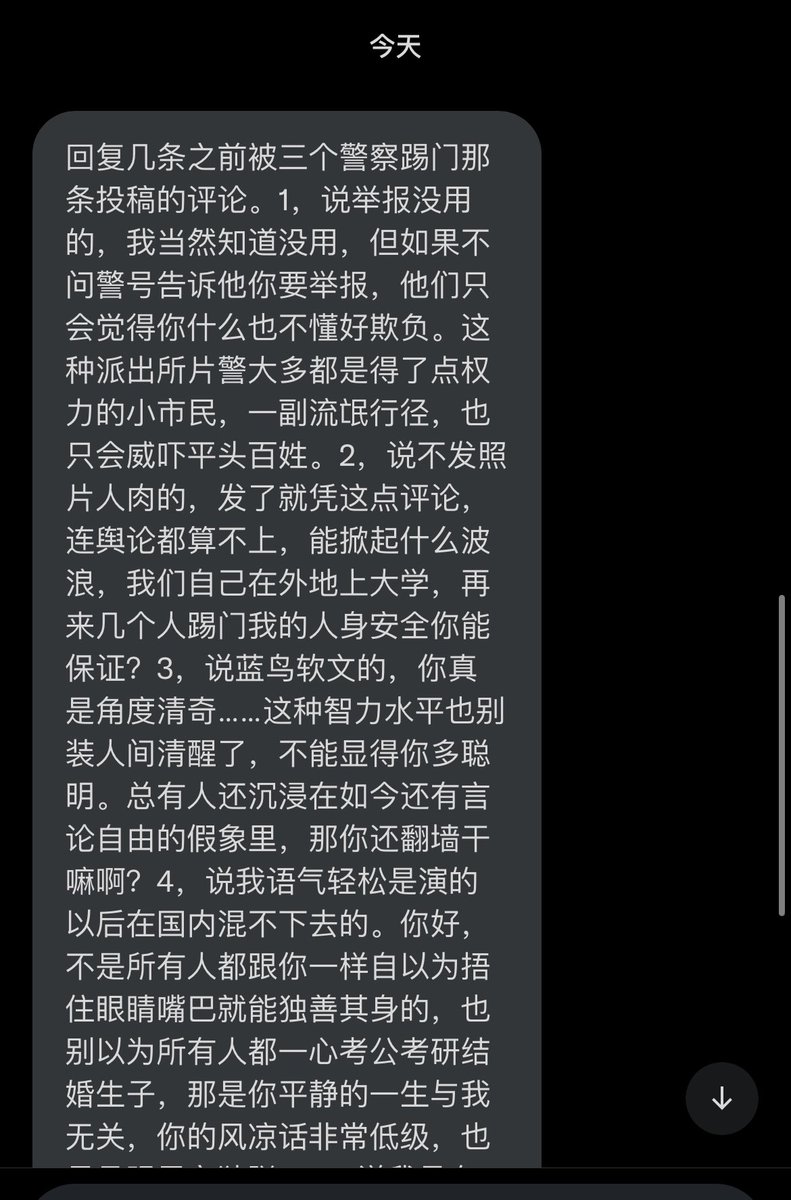 今天
回复几条之前被三个警察踢门那
条投稿的评论。1，说举报没用
的，我当然知道没用，但如果不
问警号告诉他你要举报，他们只
会觉得你什么也不懂好欺负。这
种派出所片警大多都是得了点权
力的小市民，一副流氓行径，也
只会威吓平头百姓。2，说不发照
片人肉的，发了就凭这点评论，
连舆论都算不上，能掀起什么波
浪，我们自己在外地上大学，再
来几个人踢门我的人身安全你能
保证？3，说蓝鸟软文的，你真
是角度清奇……这种智力水平也别
装人间清醒了，不能显得你多聪
明。总有人还沉浸在如今还有言
论自由的假象里，那你还翻墙干
嘛啊？4，说我语气轻松是演的
以后在国内混不下去的。你好，
不是所有人都跟你一样自以为捂
住眼睛嘴巴就能独善其身的，也
别以为所有人都一心考公考研结
婚生子，那是你平静的一生与我
无关，你的风凉话非常低级，也